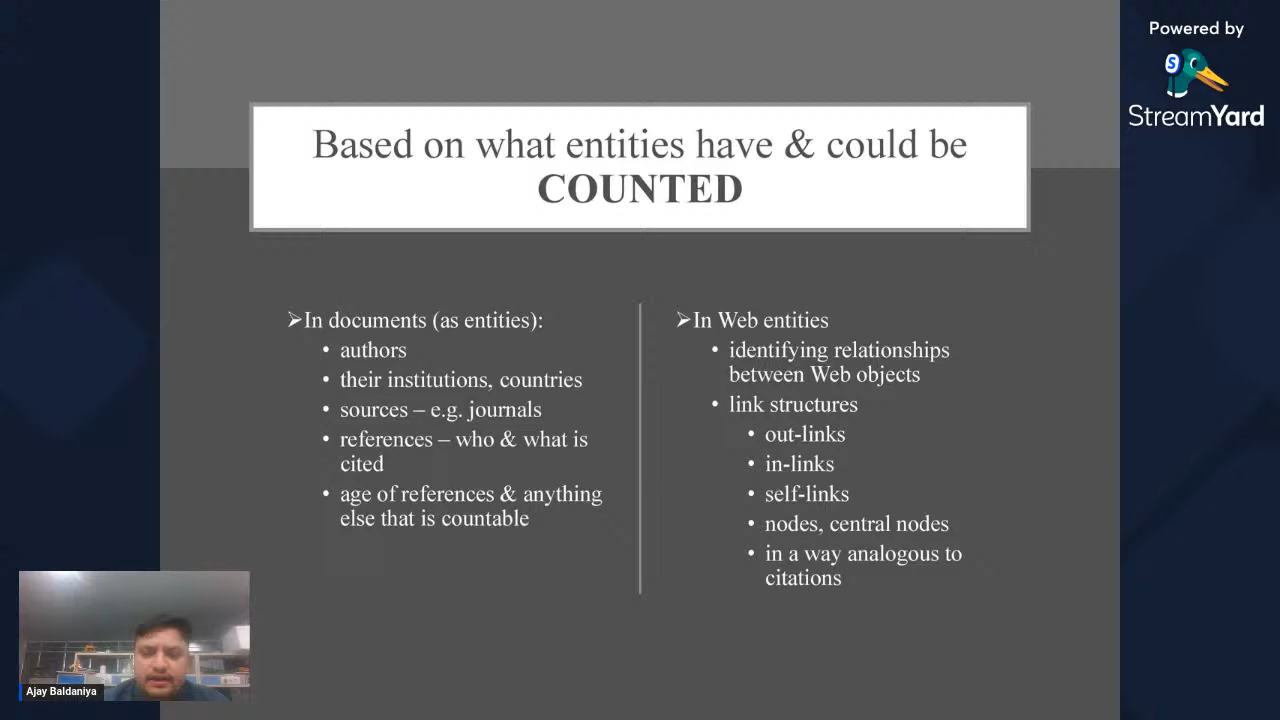 Powered by
StreamYard
Based on what entities have & could be
COUNTED
➢In documents (as entities):
• authors
• their institutions, countries
• sources – e.g. journals
• references – who & what is
cited
• age of references & anything
else that is countable
➢In Web entities
• identifying relationships
between Web objects
• link structures
• out-links
• in-links
• self-links
• nodes, central nodes
• in a way analogous to
citations
Ajay Baldaniya